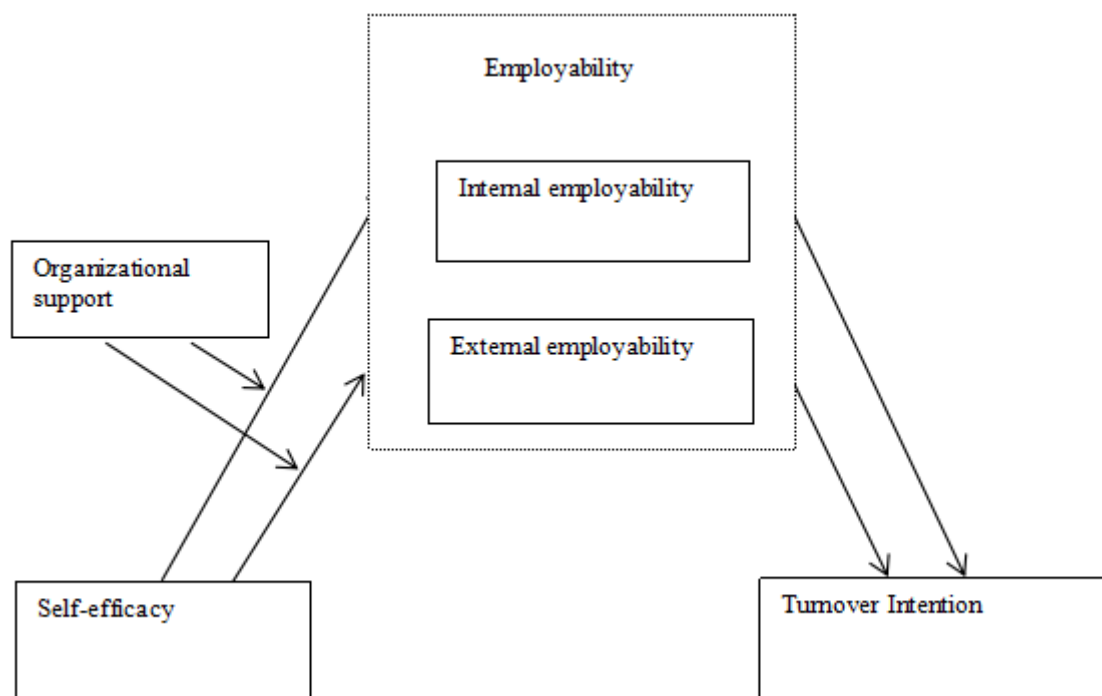 Employability
Internal employability
Organizational
support
External employability
Self-efficacy
Turnover Intention